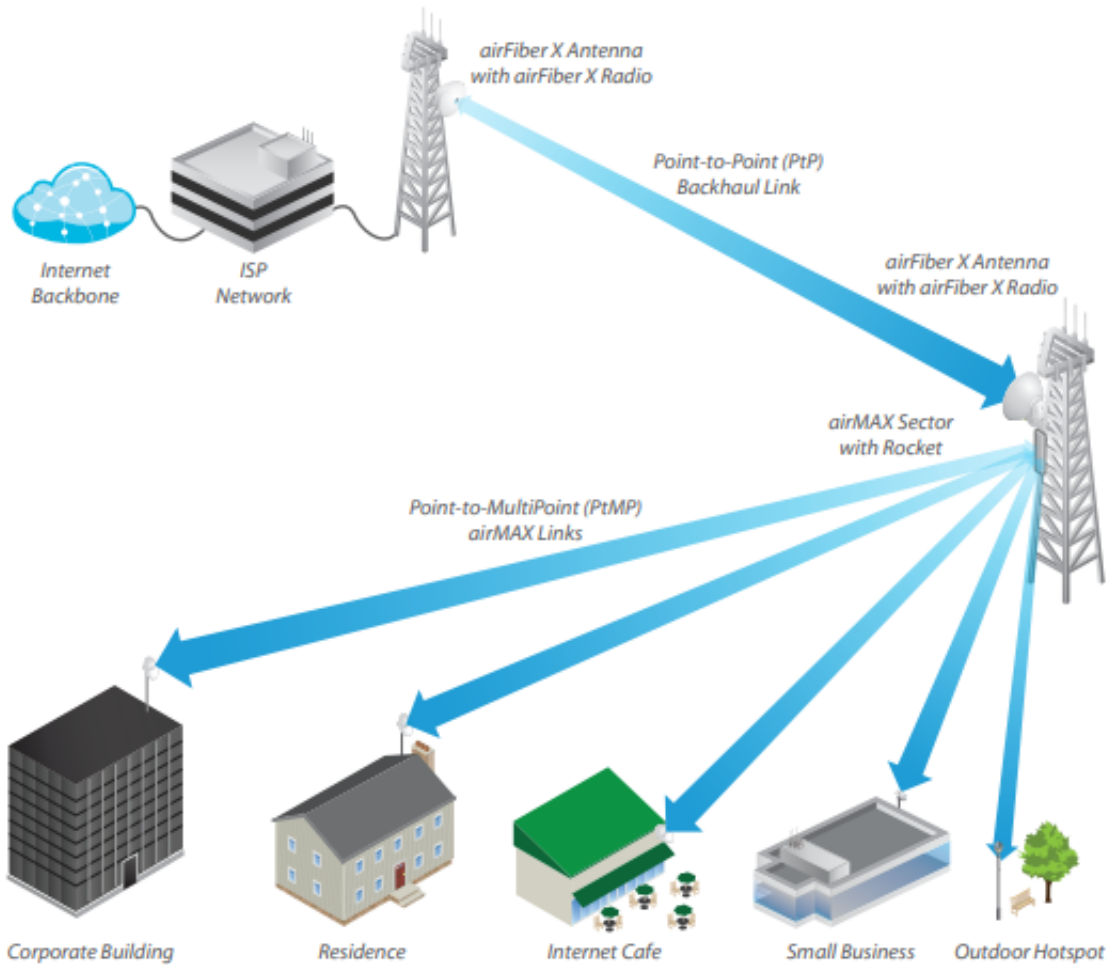 airFiber X Antenna
with airFiber X Radio
Point-to-Point (PtP)
Backhaul Link
Internet
Backbone
ISP
Network
airFiber X Antenna
with airFiber X Radio
airMAX Sector
with Rocket
Point-to-MultiPoint (PtMP)
airMAX Links
Corporate Building
Residence
Internet Cafe
Small Business
Outdoor Hotspot